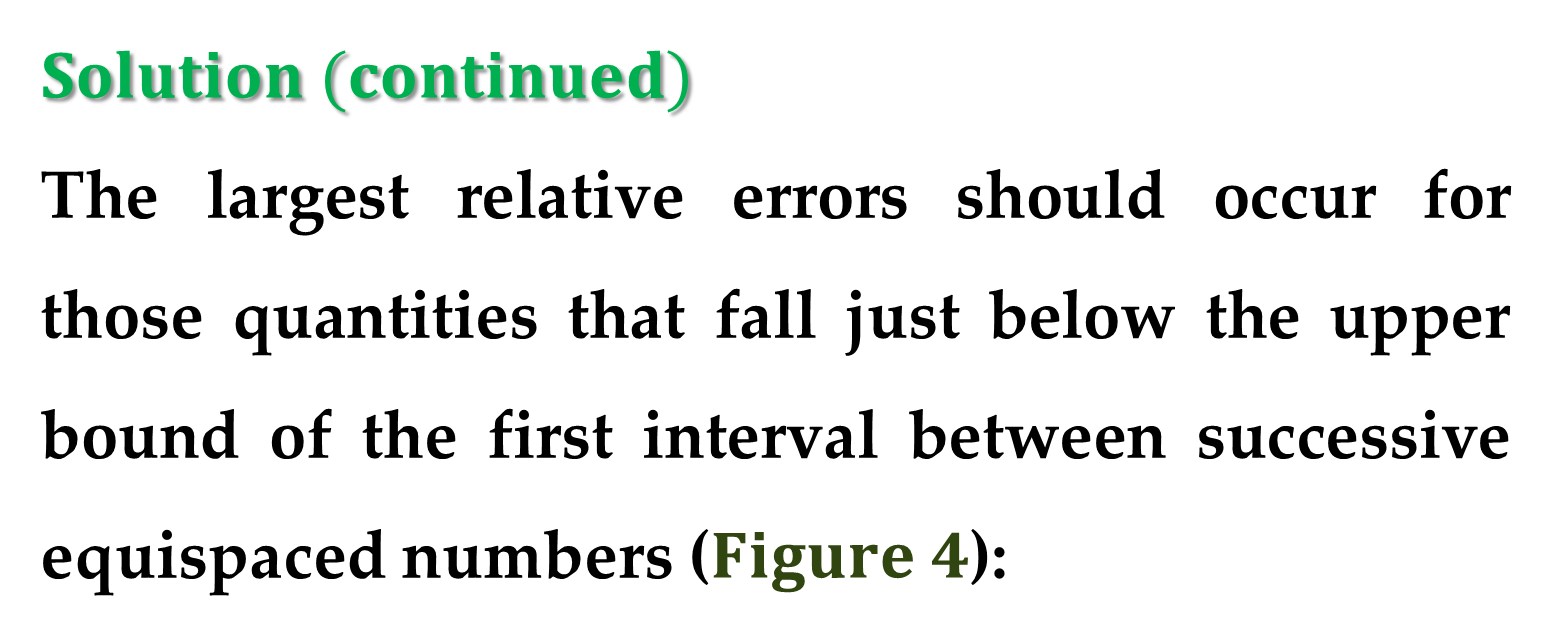 Solution (continued)
The largest relative errors should occur for
those quantities that fall just below the upper
bound of the first interval between successive
equispaced numbers (Figure 4):